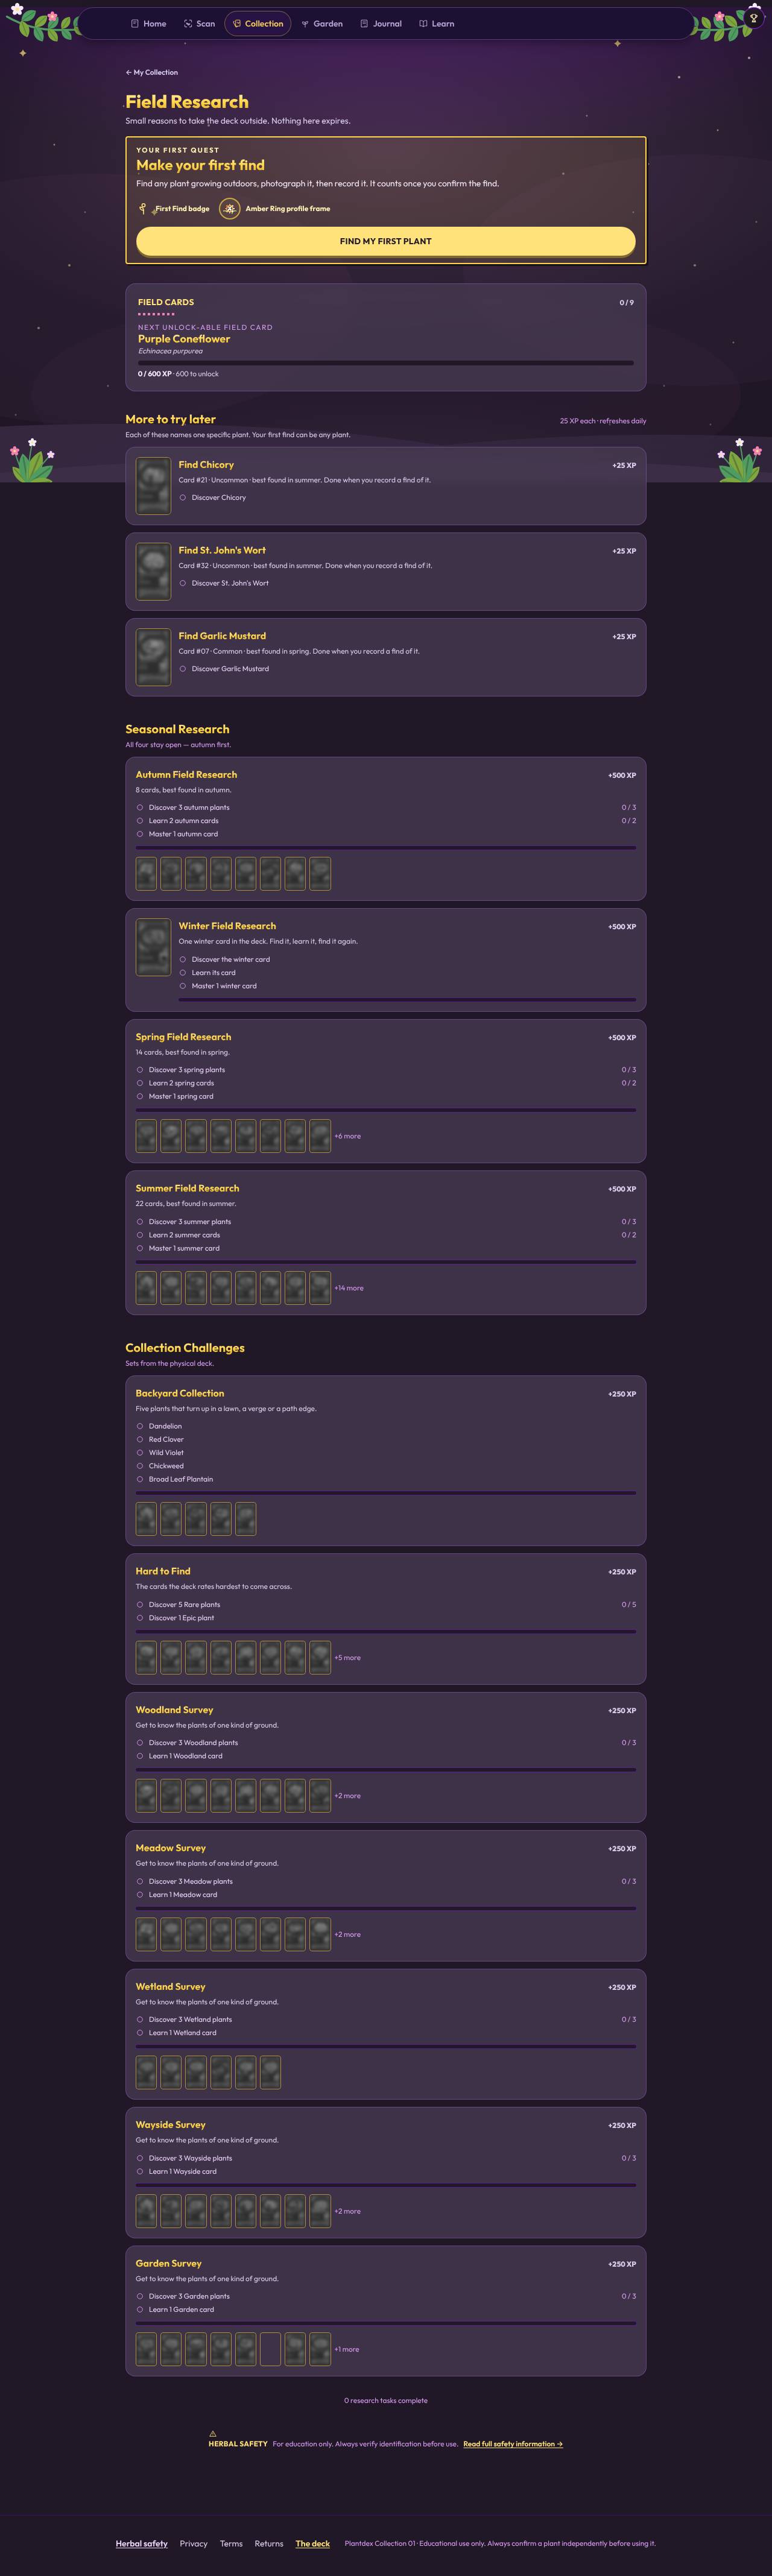 Home Scan Collection Garden Journal Learn
← My Collection
Field Research
Small reasons to take the deck outside. Nothing here expires.
YOUR FIRST QUEST
Make your first find
Find any plant growing outdoors, photograph it, then record it. It counts once you confirm the find.
First Find badge Amber Ring profile frame
FIND MY FIRST PLANT
FIELD CARDS 0 / 9
NEXT UNLOCK-ABLE FIELD CARD
Purple Coneflower
Echinacea purpurea
0 / 600 XP · 600 to unlock
More to try later 25 XP each · refreshes daily
Each of these names one specific plant. Your first find can be any plant.
Find Chicory +25 XP
Card #21 · Uncommon · best found in summer. Done when you record a find of it.
Discover Chicory
Find St. John's Wort +25 XP
Card #32 · Uncommon · best found in summer. Done when you record a find of it.
Discover St. John's Wort
Find Garlic Mustard +25 XP
Card #07 · Common · best found in spring. Done when you record a find of it.
Discover Garlic Mustard
Seasonal Research
All four stay open — autumn first.
Autumn Field Research +500 XP
8 cards, best found in autumn.
Discover 3 autumn plants 0 / 3
Learn 2 autumn cards 0 / 2
Master 1 autumn card
Winter Field Research +500 XP
One winter card in the deck. Find it, learn it, find it again.
Discover the winter card
Learn its card
Master 1 winter card
Spring Field Research +500 XP
14 cards, best found in spring.
Discover 3 spring plants 0 / 3
Learn 2 spring cards 0 / 2
Master 1 spring card
+6 more
Summer Field Research +500 XP
22 cards, best found in summer.
Discover 3 summer plants 0 / 3
Learn 2 summer cards 0 / 2
Master 1 summer card
+14 more
Collection Challenges
Sets from the physical deck.
Backyard Collection +250 XP
Five plants that turn up in a lawn, a verge or a path edge.
Dandelion
Red Clover
Wild Violet
Chickweed
Broad Leaf Plantain
Hard to Find +250 XP
The cards the deck rates hardest to come across.
Discover 5 Rare plants 0 / 5
Discover 1 Epic plant
+5 more
Woodland Survey +250 XP
Get to know the plants of one kind of ground.
Discover 3 Woodland plants 0 / 3
Learn 1 Woodland card
+2 more
Meadow Survey +250 XP
Get to know the plants of one kind of ground.
Discover 3 Meadow plants 0 / 3
Learn 1 Meadow card
+2 more
Wetland Survey +250 XP
Get to know the plants of one kind of ground.
Discover 3 Wetland plants 0 / 3
Learn 1 Wetland card
Wayside Survey +250 XP
Get to know the plants of one kind of ground.
Discover 3 Wayside plants 0 / 3
Learn 1 Wayside card
+2 more
Garden Survey +250 XP
Get to know the plants of one kind of ground.
Discover 3 Garden plants 0 / 3
Learn 1 Garden card
+1 more
0 research tasks complete
HERBAL SAFETY For education only. Always verify identification before use. Read full safety information →
Herbal safety Privacy Terms Returns The deck Plantdex Collection 01 · Educational use only. Always confirm a plant independently before using it.